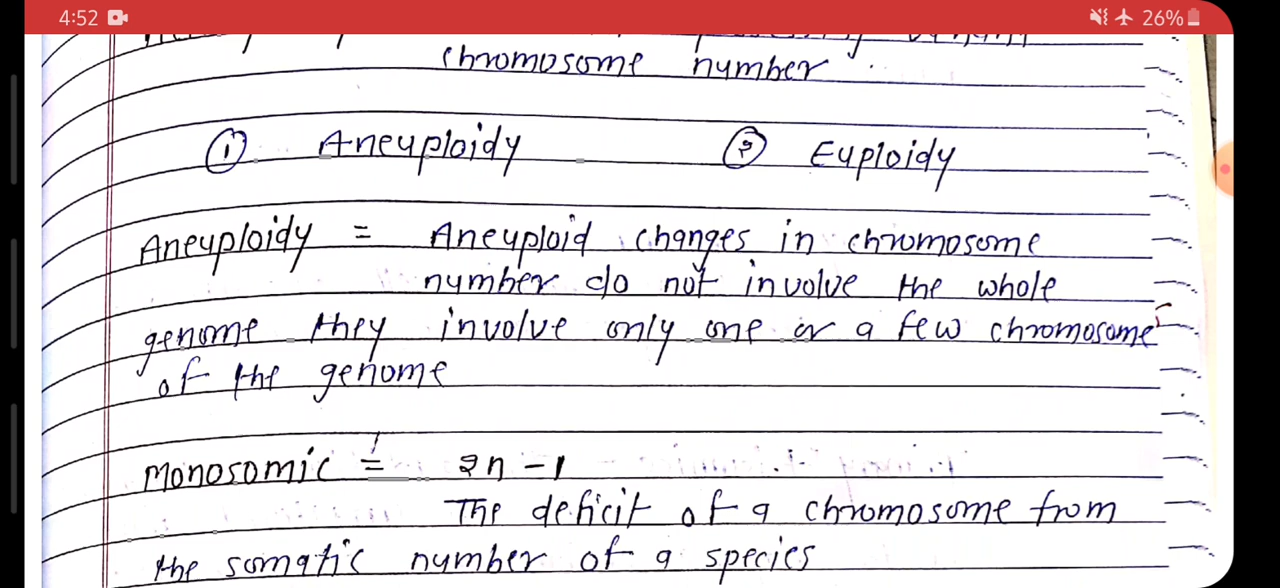 4:52 26%
chromosome number
① Aneuploidy ② Euploidy
Aneuploidy = Aneuploid changes in chromosome
number do not involve the whole
genome they involve only one or a few chromosome
of the genome
Monosomic = 2n - 1
The deficit of a chromosome from
the somatic number of a species